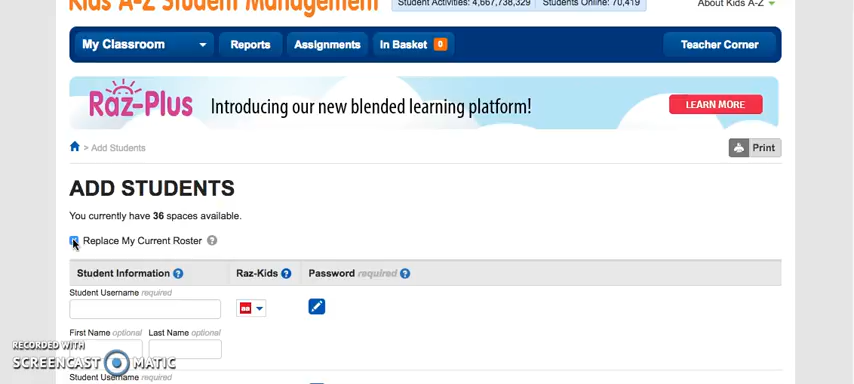 Kids A-Z Student Management
Student Activities: 4,667,738,329 Students Online: 70,419
About Kids A-Z
My Classroom
Reports
Assignments
In Basket 0
Teacher Corner
Raz-Plus Introducing our new blended learning platform!
LEARN MORE
> Add Students
Print
ADD STUDENTS
You currently have 36 spaces available.
Replace My Current Roster ?
Student Information ? Raz-Kids ? Password required ?
Student Username required
aa
First Name optional Last Name optional
RECORDED WITH
SCREENCAST MATIC
Student Username required